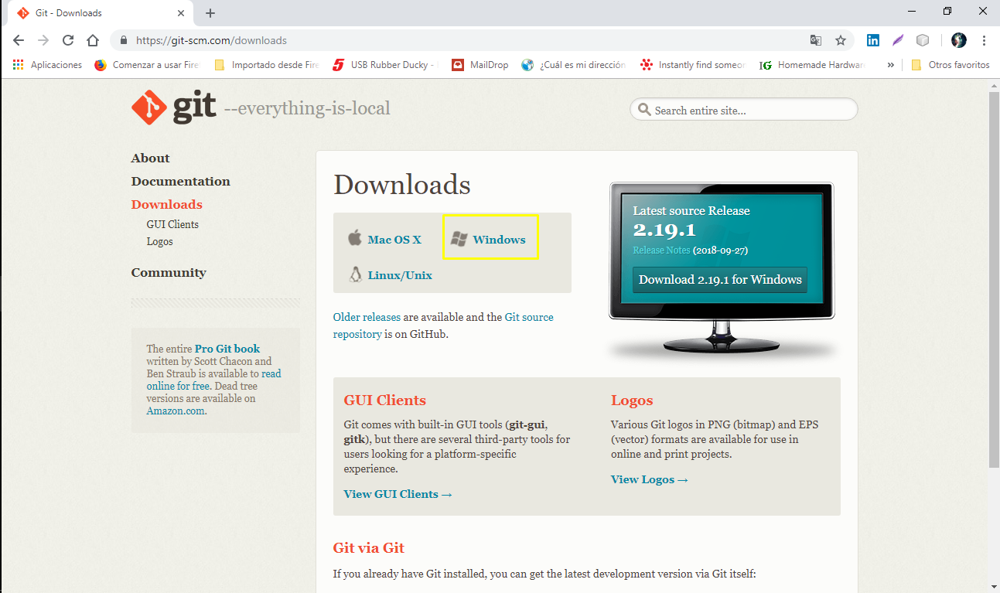 Git - Downloads
https://git-scm.com/downloads
Aplicaciones
Comenzar a usar Fire
Importado desde Fire
USB Rubber Ducky -
MailDrop
¿Cuál es mi dirección
Instantly find someon
IG
Homemade Hardwar
»
Otros favoritos
git --everything-is-local
Search entire site...
About
Documentation
Downloads
GUI Clients
Logos
Community
The entire Pro Git book
written by Scott Chacon and
Ben Straub is available to read
online for free. Dead tree
versions are available on
Amazon.com.
Downloads
Mac OS X
Windows
Linux/Unix
Older releases are available and the Git source
repository is on GitHub.
Latest source Release
2.19.1
Release Notes (2018-09-27)
Download 2.19.1 for Windows
GUI Clients
Git comes with built-in GUI tools (git-gui,
gitk), but there are several third-party tools for
users looking for a platform-specific
experience.
View GUI Clients →
Logos
Various Git logos in PNG (bitmap) and EPS
(vector) formats are available for use in
online and print projects.
View Logos →
Git via Git
If you already have Git installed, you can get the latest development version via Git itself: